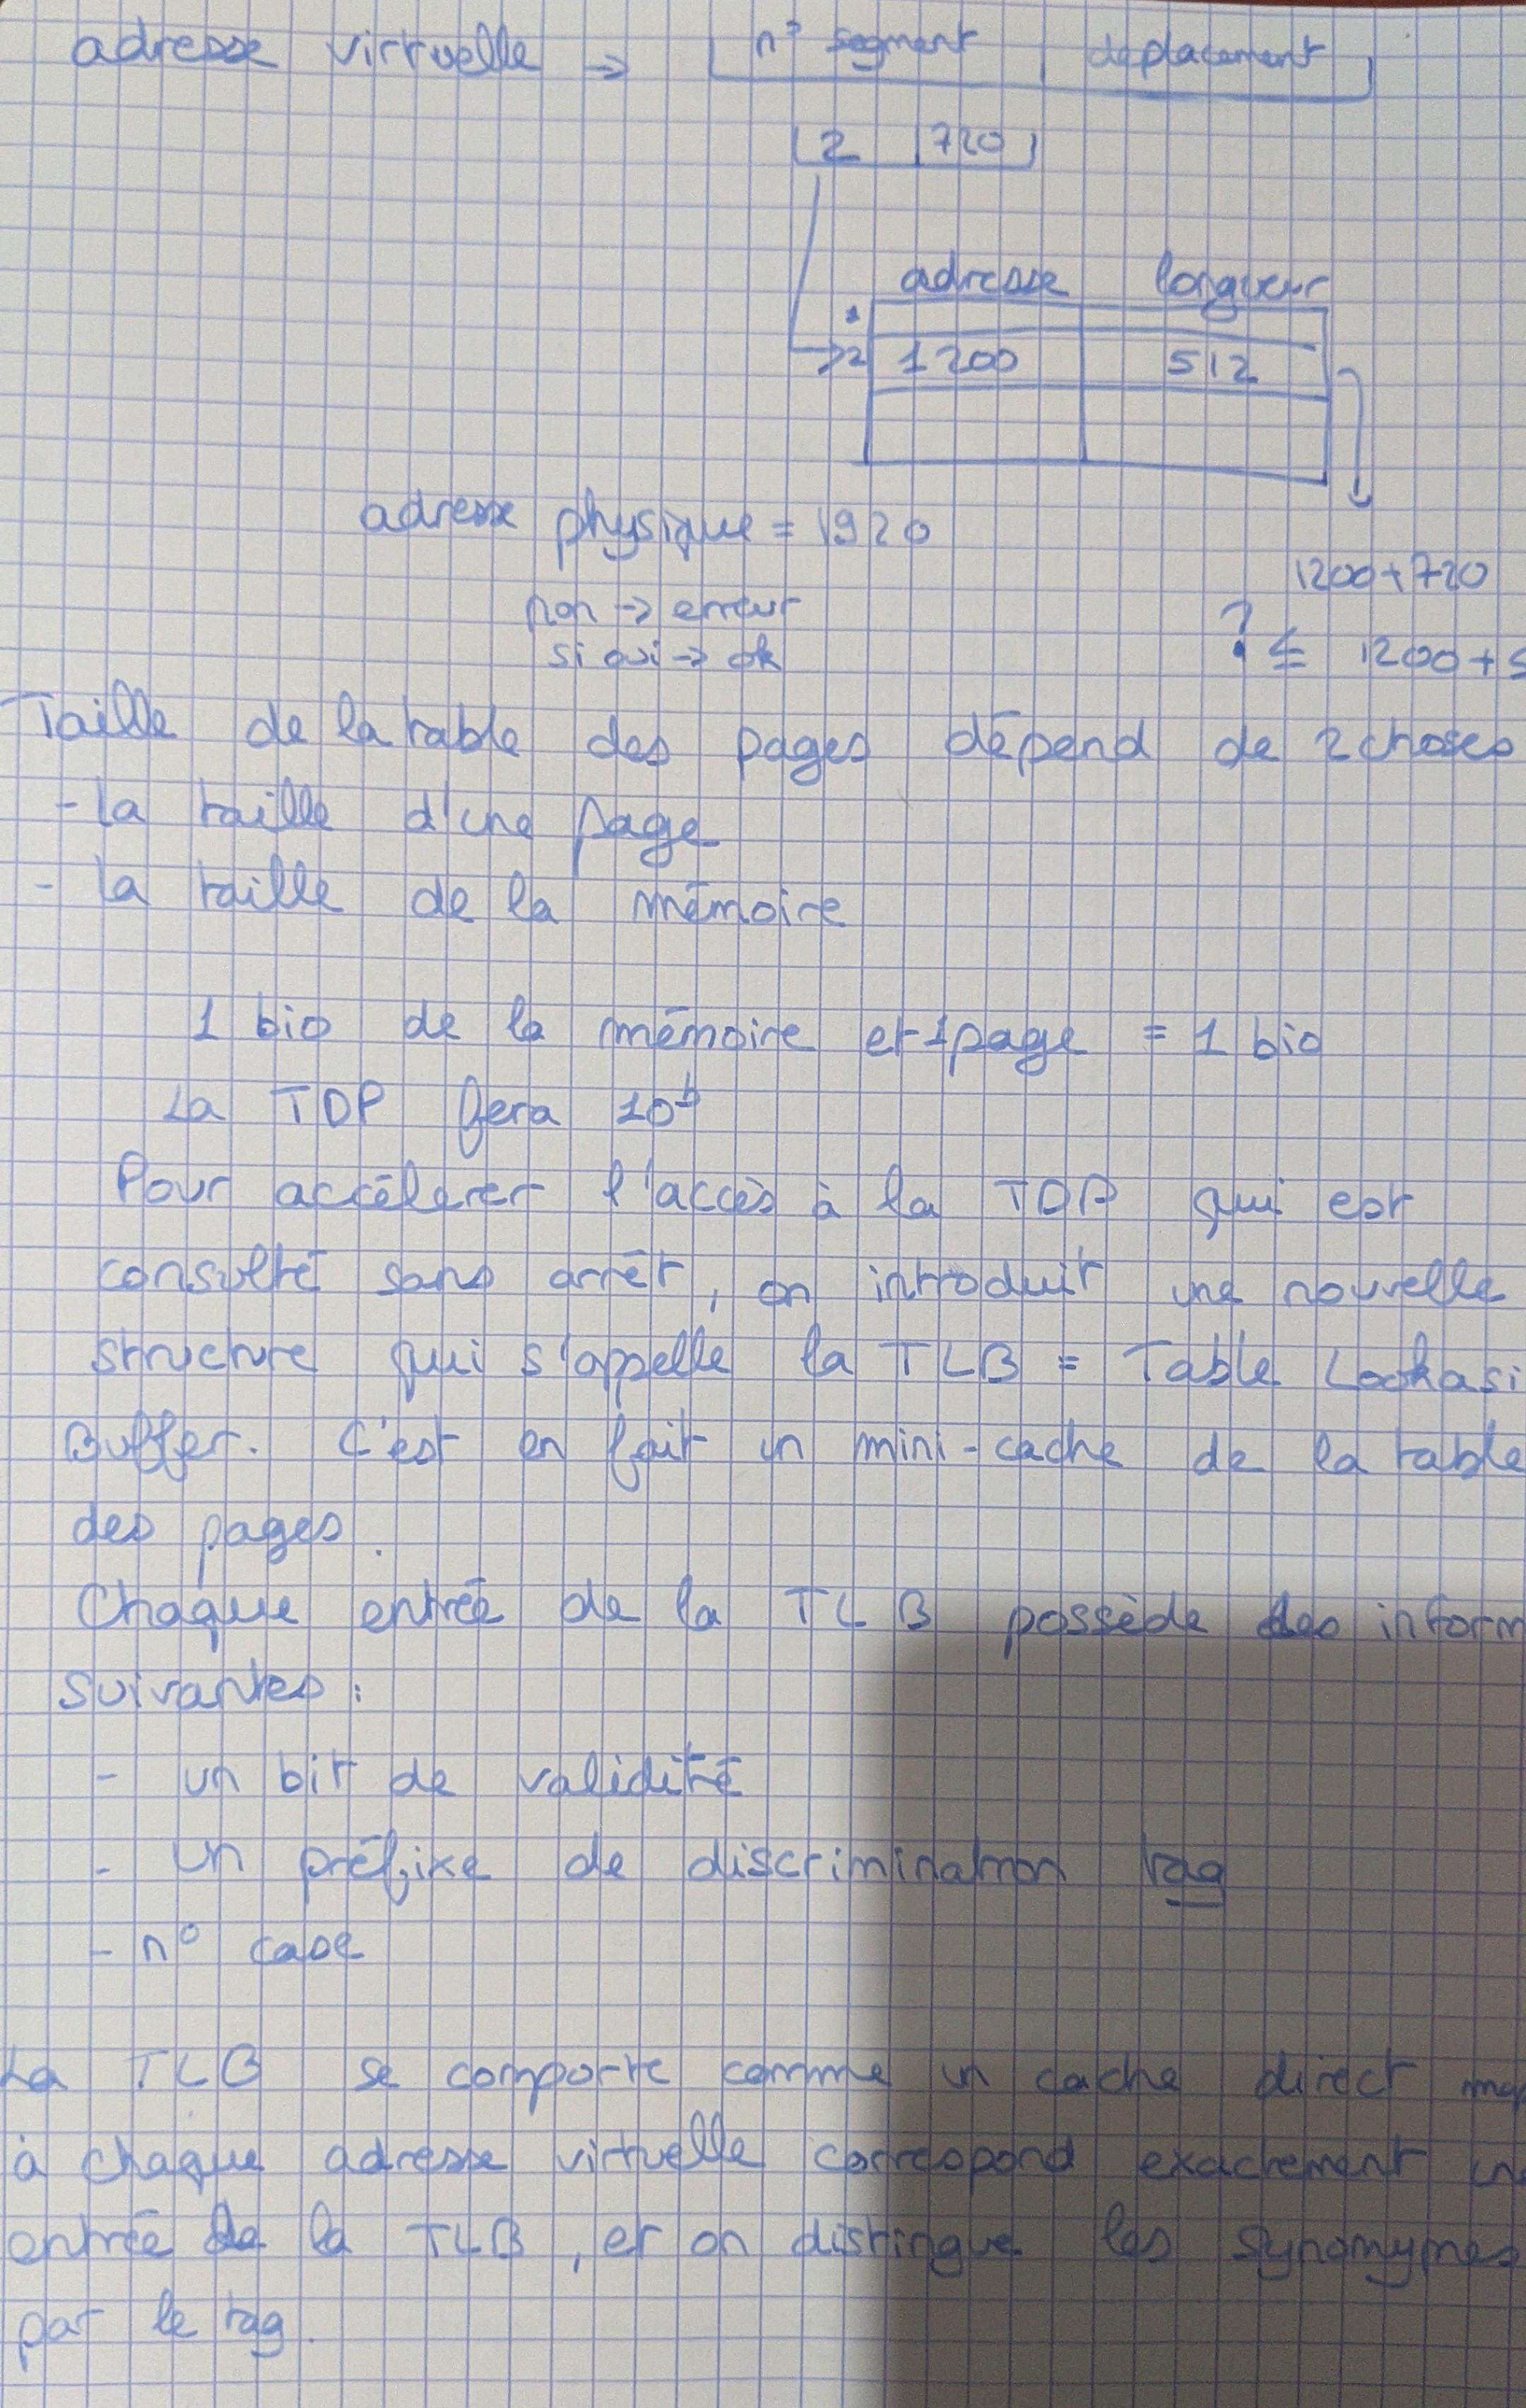 adresse virtuelle → n° segment déplacement
2 720
adresse longueur
1
2 1200 512
adresse physique = 1920
1200+720
non → erreur
? ≤ 1200+5
si oui → ok
Taille de la table des pages dépend de 2 choses
- la taille d'une page
- la taille de la mémoire
1 bio de la mémoire et 1 page = 1 bio
La TDP fera 10
Pour accélerer l'accès à la TDP qui est
consulté sans arrêt, on introduit une nouvelle
structure qui s'appelle la TLB = Table Lookasi
Buffer. C'est en fait un mini-cache de la table
des pages.
Chaque entrée de la TLB possède des inform
suivantes :
- un bit de validité
- un préfixe de discrimination tag
- n° case
La TLB se comporte comme un cache direct map
à chaque adresse virtuelle correspond exactement une
entrée de la TLB, et on distingue les synomymes
par le tag.